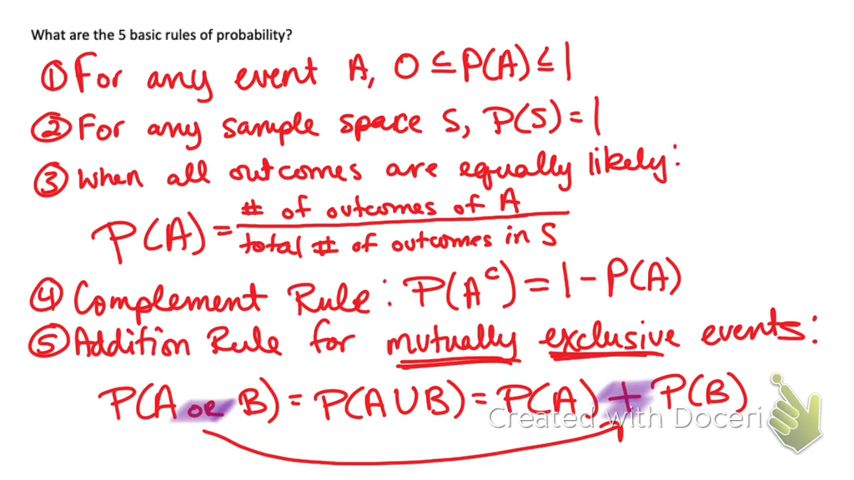 What are the 5 basic rules of probability?
① For any event A, 0 ≤ P(A) ≤ 1
② For any sample space S, P(S) = 1
③ When all outcomes are equally likely:
P(A) = # of outcomes of A / total # of outcomes in S
④ Complement Rule: P(Aᶜ) = 1 - P(A)
⑤ Addition Rule for mutually exclusive events:
P(A or B) = P(A ∪ B) = P(A) + P(B)
Created with Doceri